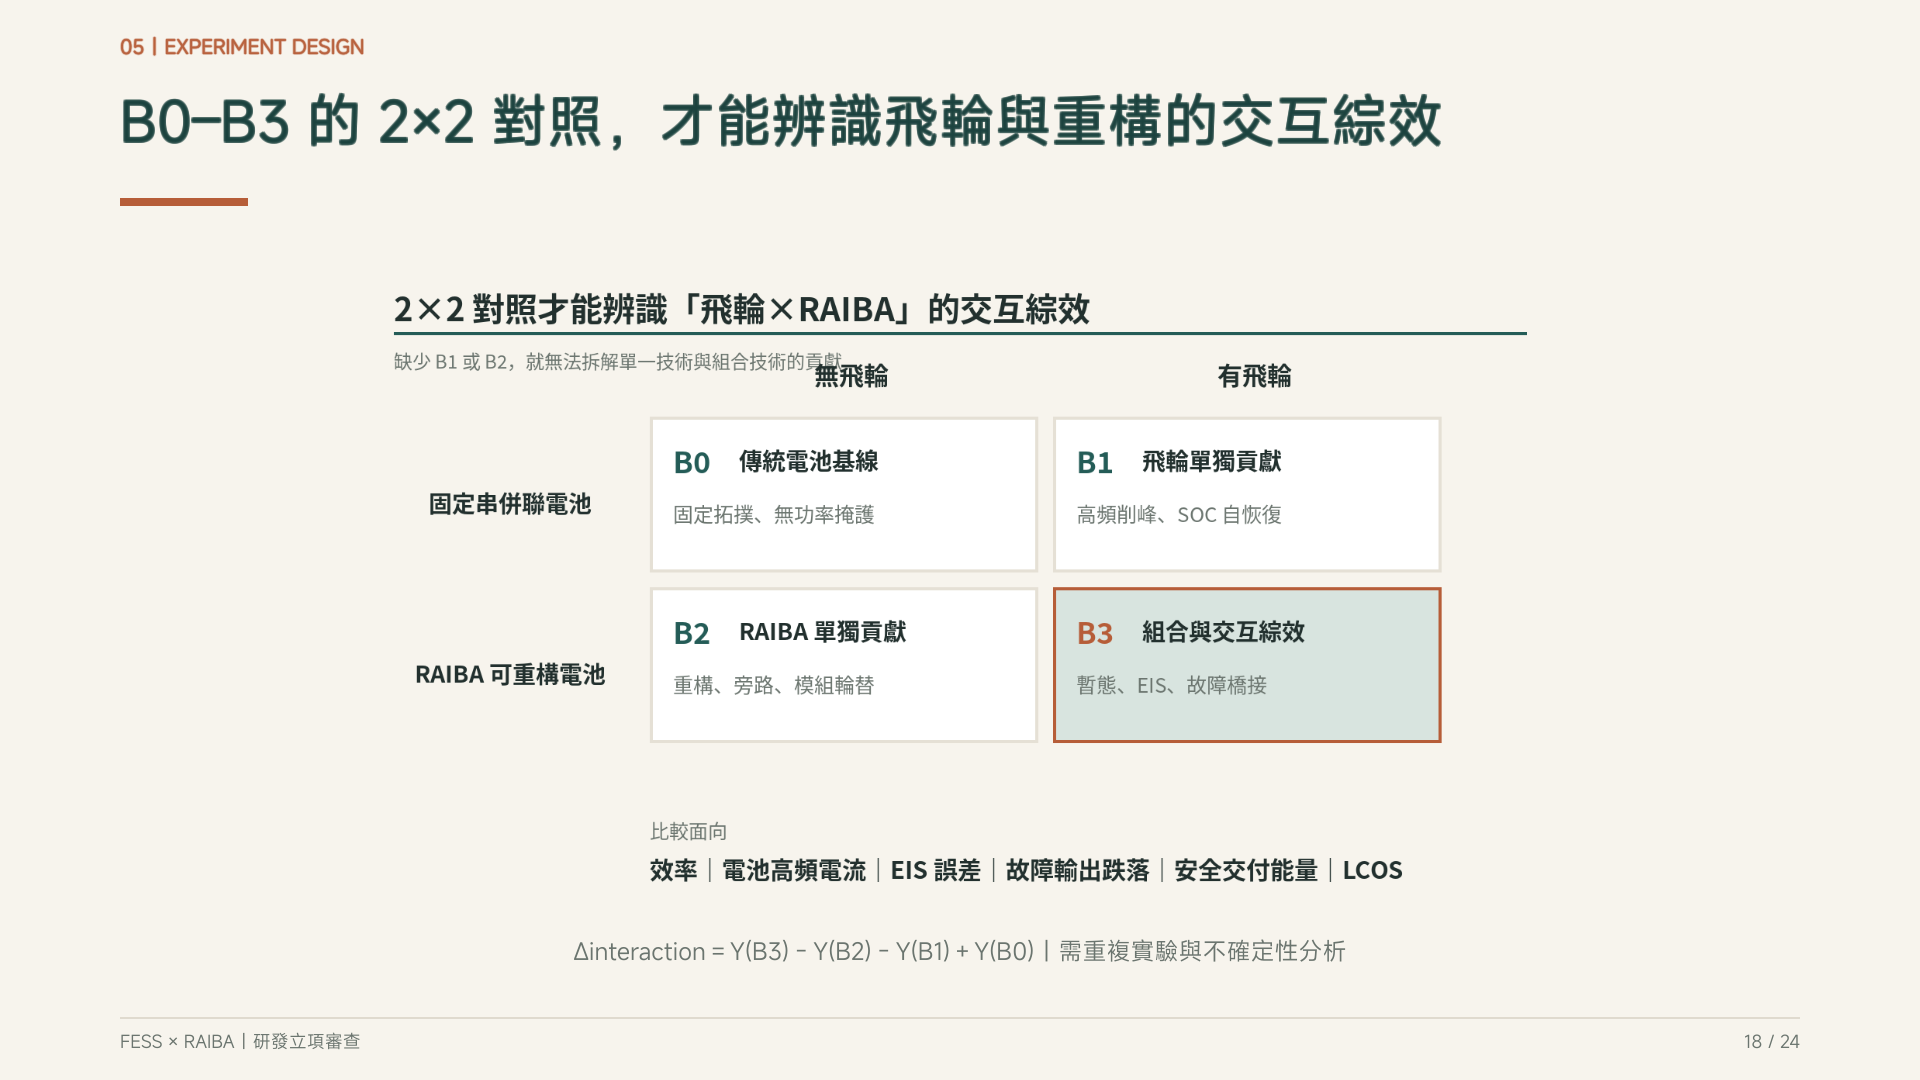 05 | EXPERIMENT DESIGN
B0–B3 的 2×2 對照，才能辨識飛輪與重構的交互綜效
2×2 對照才能辨識「飛輪×RAIBA」的交互綜效
缺少 B1 或 B2，就無法拆解單一技術與組合技術的貢獻
無飛輪
有飛輪
固定串併聯電池
B0 傳統電池基線
固定拓撲、無功率掩護
B1 飛輪單獨貢獻
高頻削峰、SOC 自恢復
RAIBA 可重構電池
B2 RAIBA 單獨貢獻
重構、旁路、模組輪替
B3 組合與交互綜效
暫態、EIS、故障橋接
比較面向
效率｜電池高頻電流｜EIS 誤差｜故障輸出跌落｜安全交付能量｜LCOS
Δinteraction = Y(B3) − Y(B2) − Y(B1) + Y(B0)｜需重複實驗與不確定性分析
FESS × RAIBA｜研發立項審查
18 / 24